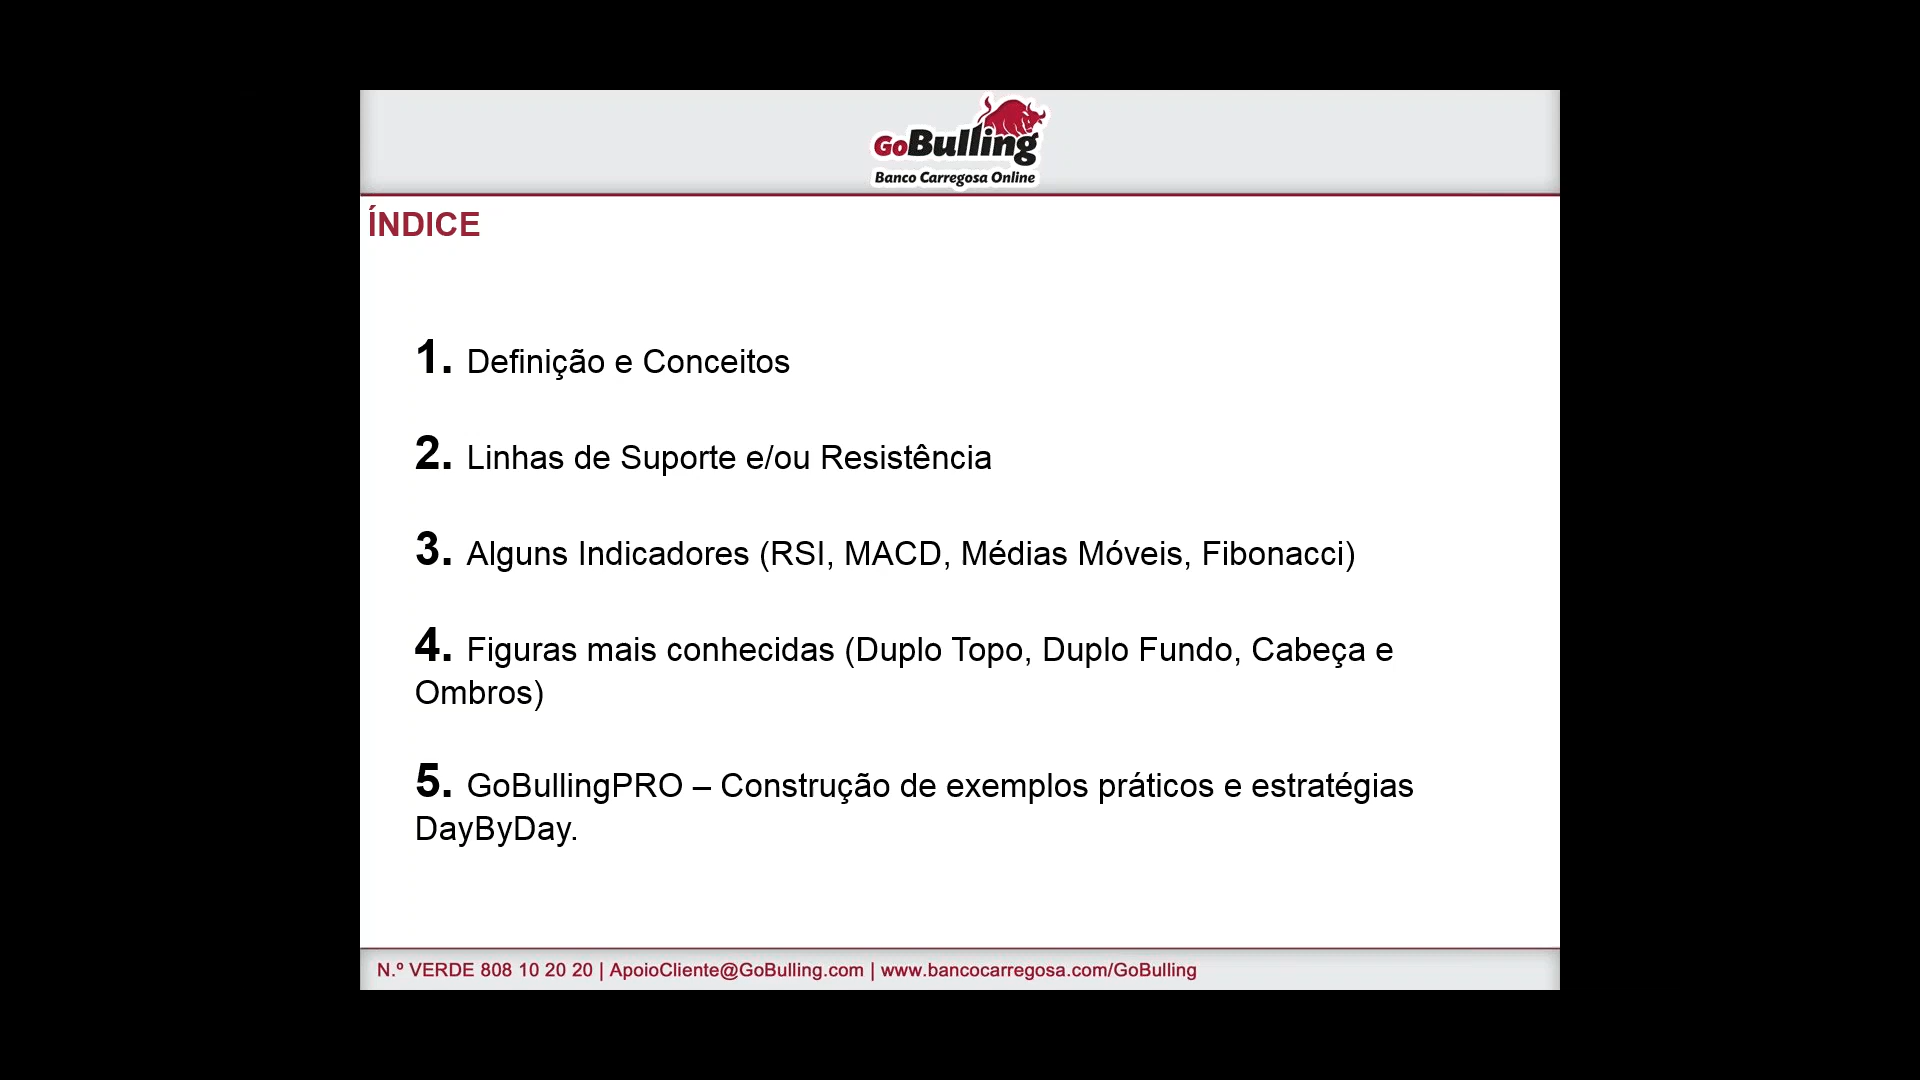 GoBulling
Banco Carregosa Online
ÍNDICE
1. Definição e Conceitos
2. Linhas de Suporte e/ou Resistência
3. Alguns Indicadores (RSI, MACD, Médias Móveis, Fibonacci)
4. Figuras mais conhecidas (Duplo Topo, Duplo Fundo, Cabeça e
Ombros)
5. GoBullingPRO – Construção de exemplos práticos e estratégias
DayByDay.
N.º VERDE 808 10 20 20 | ApoioCliente@GoBulling.com | www.bancocarregosa.com/GoBulling